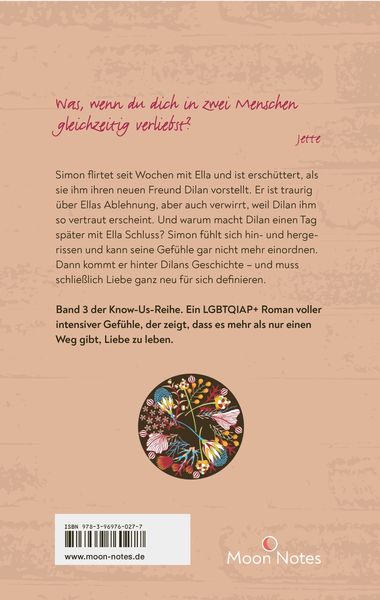 Was, wenn du dich in zwei Menschen
gleichzeitig verliebst?
Jette
Simon flirtet seit Wochen mit Ella und ist erschüttert, als
sie ihm ihren neuen Freund Dilan vorstellt. Er ist traurig
über Ellas Ablehnung, aber auch verwirrt, weil Dilan ihm
so vertraut erscheint. Und warum macht Dilan einen Tag
später mit Ella Schluss? Simon fühlt sich hin- und herge-
rissen und kann seine Gefühle gar nicht mehr einordnen.
Dann kommt er hinter Dilans Geschichte – und muss
schließlich Liebe ganz neu für sich definieren.
Band 3 der Know-Us-Reihe. Ein LGBTQIAP+ Roman voller
intensiver Gefühle, der zeigt, dass es mehr als nur einen
Weg gibt, Liebe zu leben.
ISBN 978-3-96976-027-7
www.moon-notes.de
Moon Notes